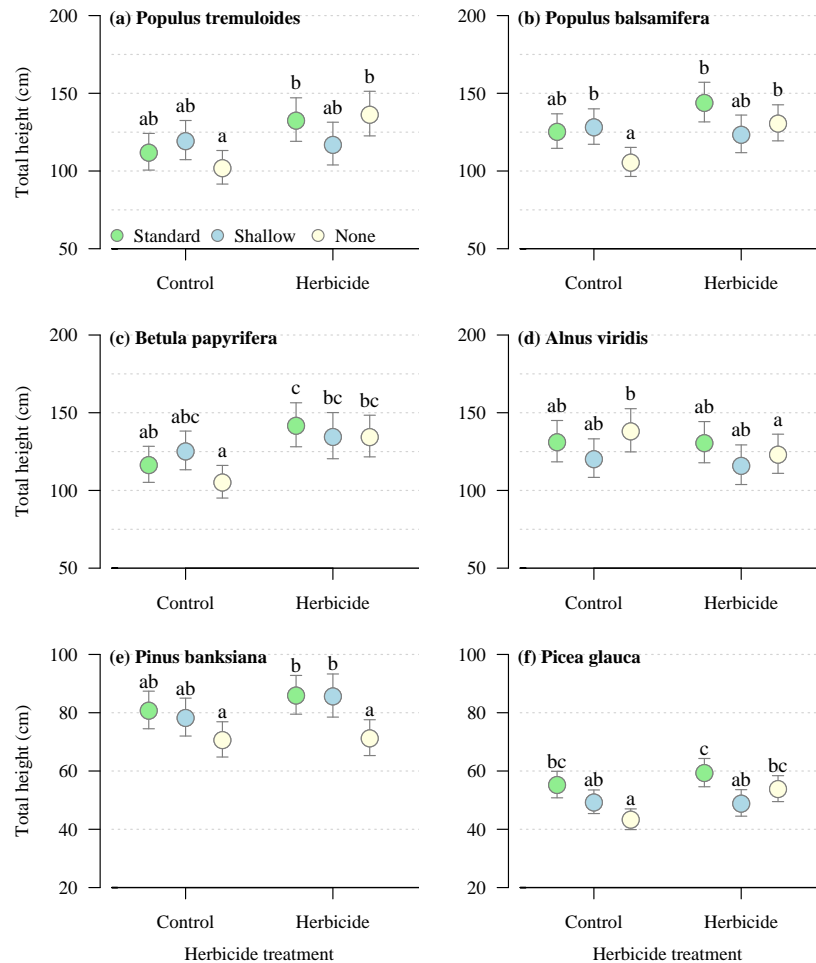 (a) Populus tremuloides
200
150
100
50
Total height (cm)
ab
ab
a
b
ab
b
Standard Shallow None
Control Herbicide
(b) Populus balsamifera
200
150
100
50
ab
b
a
b
ab
b
Control Herbicide
(c) Betula papyrifera
200
150
100
50
Total height (cm)
ab
abc
a
c
bc
bc
Control Herbicide
(d) Alnus viridis
200
150
100
50
ab
ab
b
ab
ab
a
Control Herbicide
(e) Pinus banksiana
100
80
60
40
20
Total height (cm)
ab
ab
a
b
b
a
Control Herbicide
Herbicide treatment
(f) Picea glauca
100
80
60
40
20
bc
ab
a
c
ab
bc
Control Herbicide
Herbicide treatment